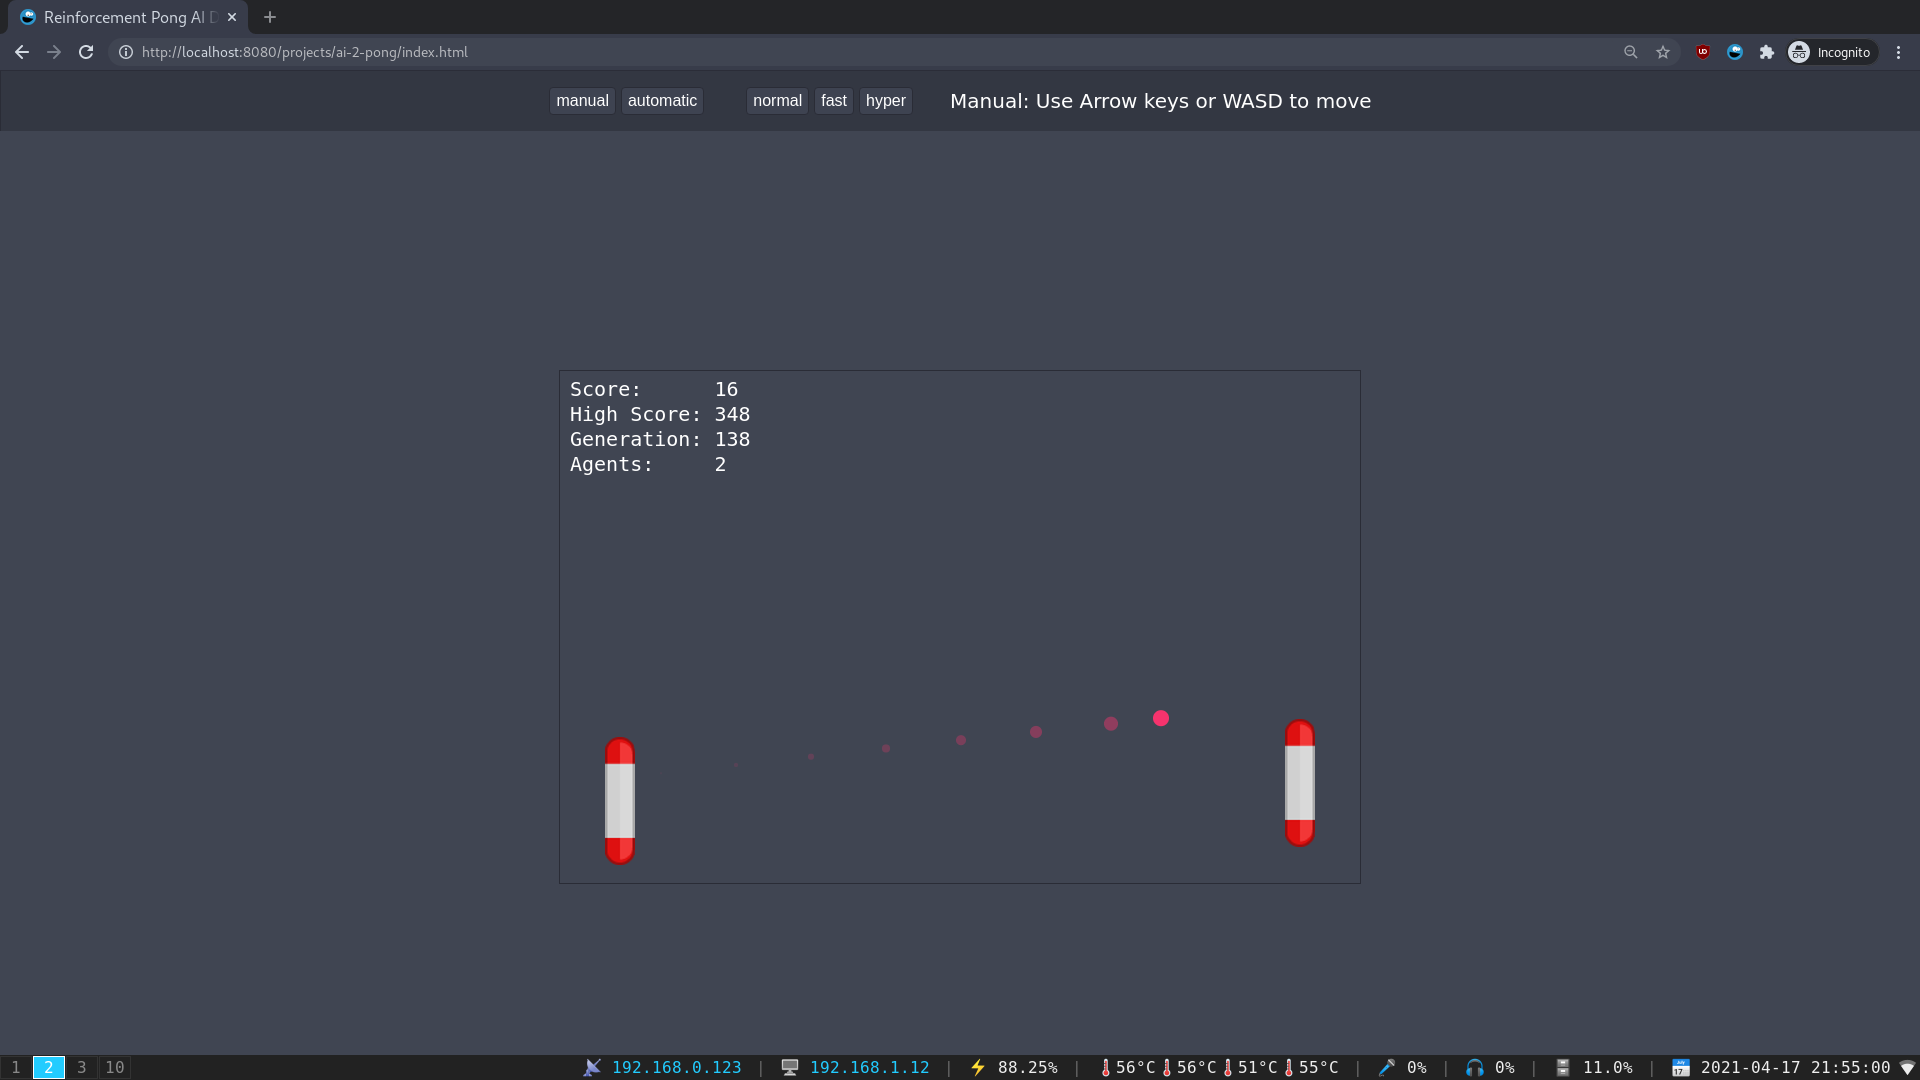 Reinforcement Pong AI D
http://localhost:8080/projects/ai-2-pong/index.html
Incognito
manual automatic normal fast hyper Manual: Use Arrow keys or WASD to move
Score: 16
High Score: 348
Generation: 138
Agents: 2
1 2 3 10 192.168.0.123 | 192.168.1.12 | 88.25% | 56°C 56°C 51°C 55°C | 0% | 0% | 11.0% | 2021-04-17 21:55:00